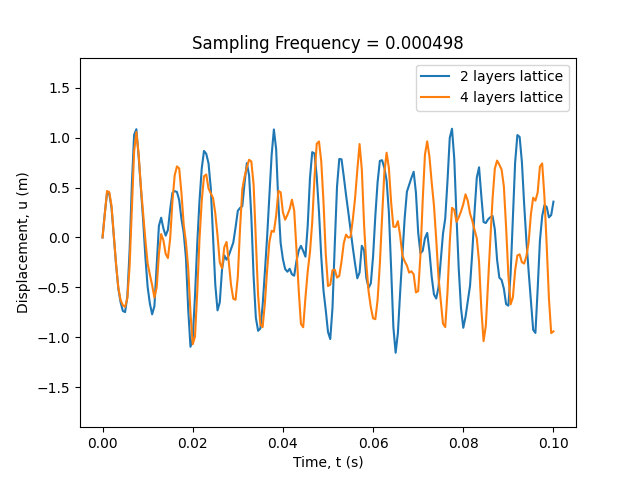 Sampling Frequency = 0.000498
2 layers lattice
4 layers lattice
Displacement, u (m)
1.5
1.0
0.5
0.0
−0.5
−1.0
−1.5
0.00 0.02 0.04 0.06 0.08 0.10
Time, t (s)